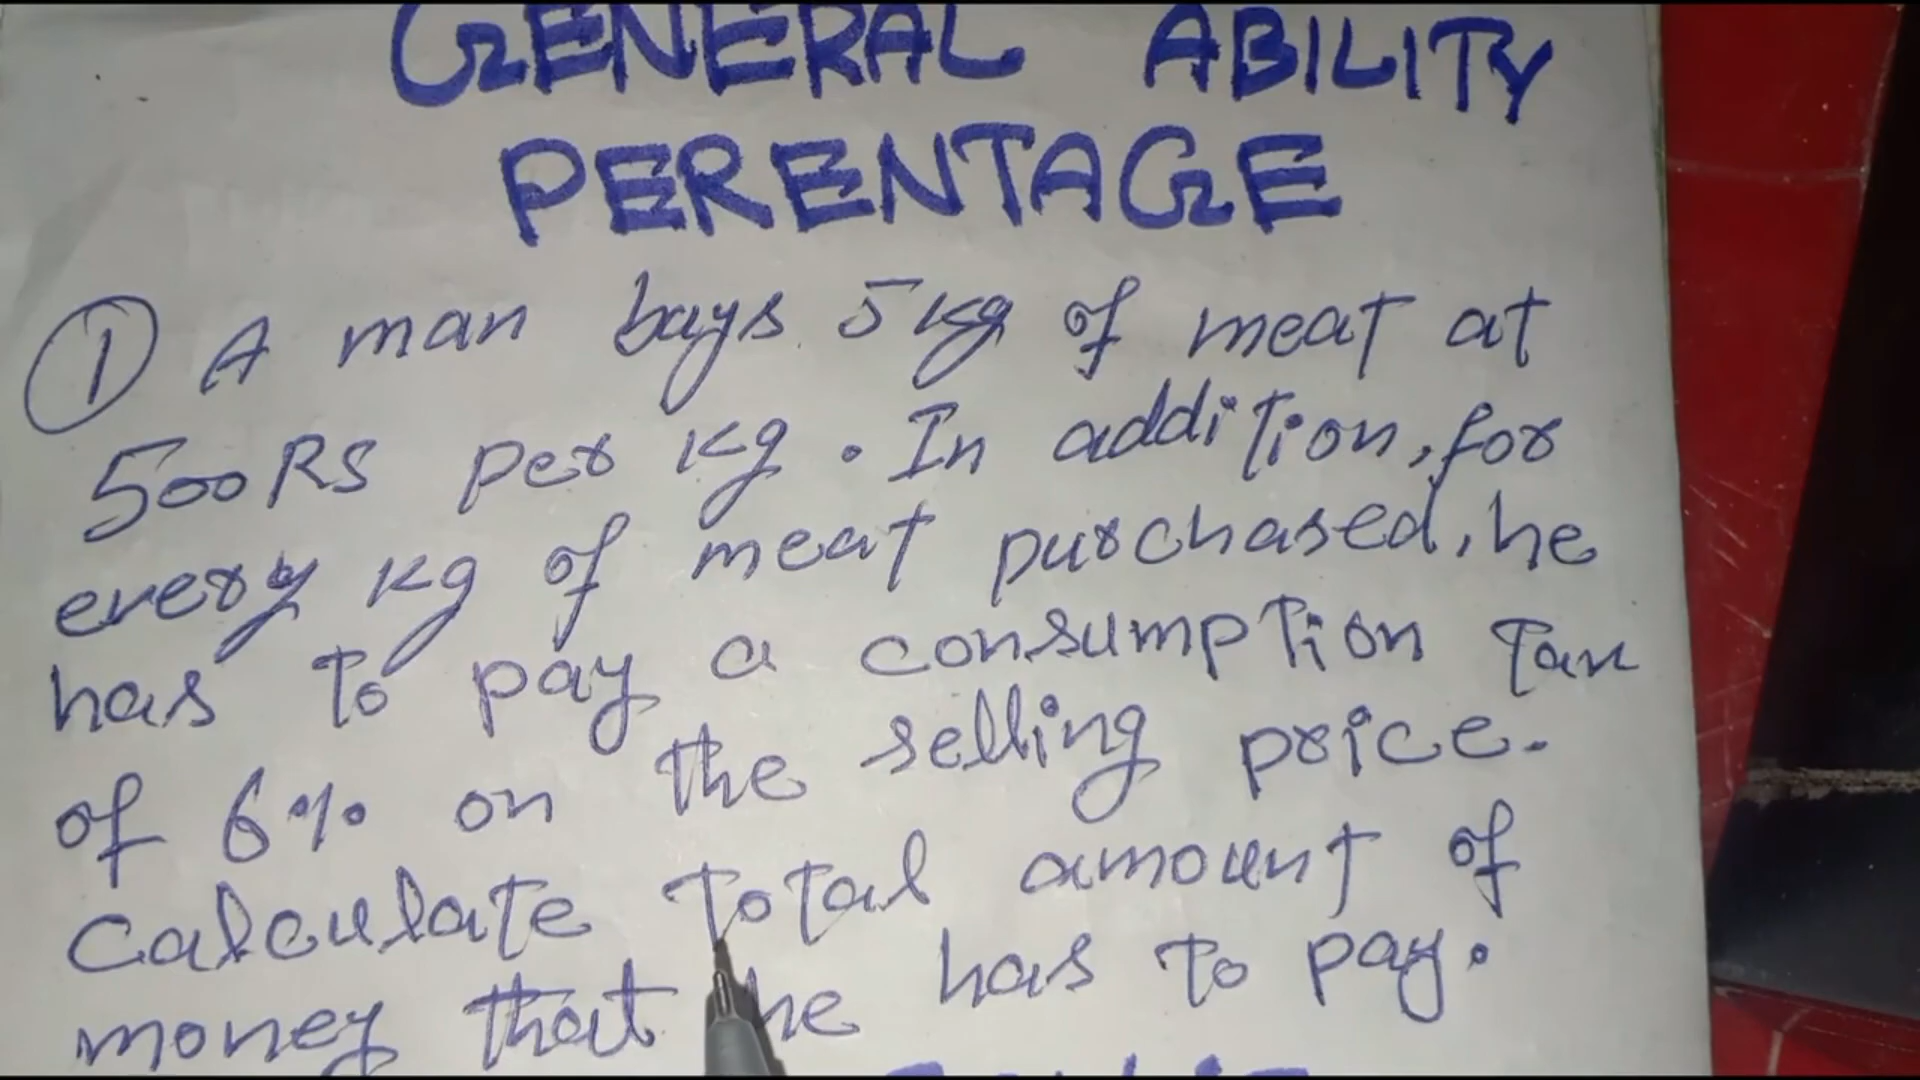 GENERAL ABILITY
PERENTAGE
① A man buys 5 kg of meat at
500 RS per kg. In addition, for
every kg of meat purchased, he
has to pay a consumption tax
of 6% on the selling price.
Calculate total amount of
money that he has to pay.